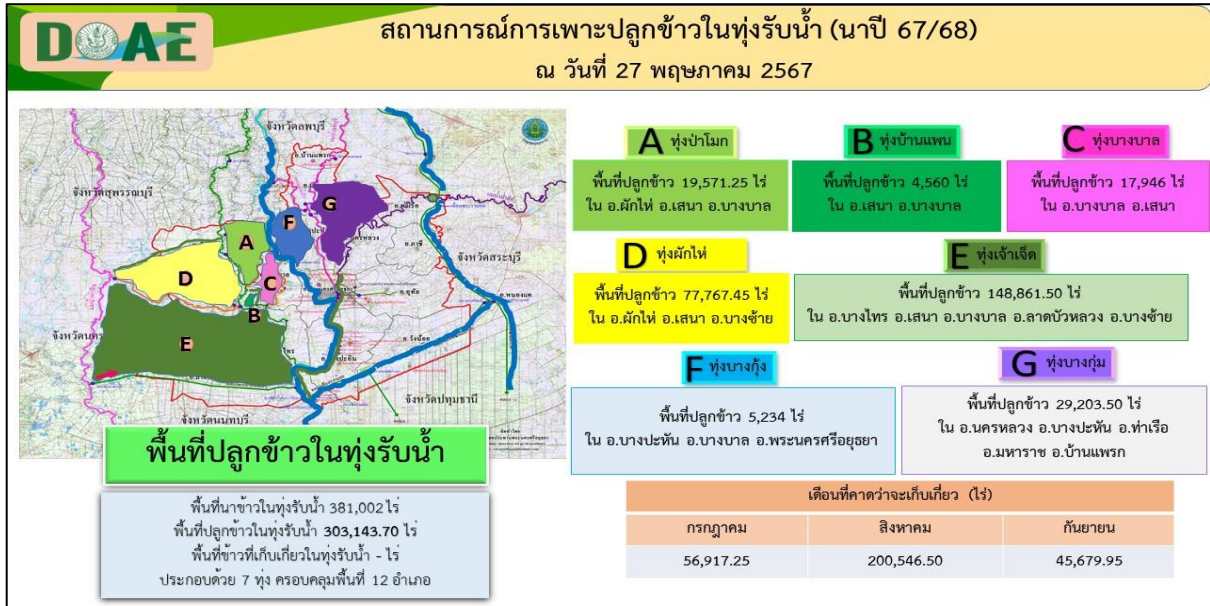 DOAE
สถานการณ์การเพาะปลูกข้าวในทุ่งรับน้ำ (นาปี 67/68)
ณ วันที่ 27 พฤษภาคม 2567
จังหวัดลพบุรี
อ.บ้านแพรก
จังหวัดสุพรรณบุรี
G
F
A
D
C
B
E
จังหวัดสระบุรี
อ.ภาชี
อ.อุทัย
อ.วังน้อย
อ.หนองแค
จังหวัดปทุมธานี
จังหวัดนนทบุรี
A ทุ่งป่าโมก
พื้นที่ปลูกข้าว 19,571.25 ไร่
ใน อ.ผักไห่ อ.เสนา อ.บางบาล
B ทุ่งบ้านแพน
พื้นที่ปลูกข้าว 4,560 ไร่
ใน อ.เสนา อ.บางบาล
C ทุ่งบางบาล
พื้นที่ปลูกข้าว 17,946 ไร่
ใน อ.บางบาล อ.เสนา
D ทุ่งผักไห่
พื้นที่ปลูกข้าว 77,767.45 ไร่
ใน อ.ผักไห่ อ.เสนา อ.บางซ้าย
E ทุ่งเจ้าเจ็ด
พื้นที่ปลูกข้าว 148,861.50 ไร่
ใน อ.บางไทร อ.เสนา อ.บางบาล อ.ลาดบัวหลวง อ.บางซ้าย
F ทุ่งบางกุ้ง
พื้นที่ปลูกข้าว 5,234 ไร่
ใน อ.บางปะหัน อ.บางบาล อ.พระนครศรีอยุธยา
G ทุ่งบางกุ่ม
พื้นที่ปลูกข้าว 29,203.50 ไร่
ใน อ.นครหลวง อ.บางปะหัน อ.ท่าเรือ
อ.มหาราช อ.บ้านแพรก
พื้นที่ปลูกข้าวในทุ่งรับน้ำ
พื้นที่นาข้าวในทุ่งรับน้ำ 381,002 ไร่
พื้นที่ปลูกข้าวในทุ่งรับน้ำ 303,143.70 ไร่
พื้นที่ข้าวที่เก็บเกี่ยวในทุ่งรับน้ำ - ไร่
ประกอบด้วย 7 ทุ่ง ครอบคลุมพื้นที่ 12 อำเภอ
เดือนที่คาดว่าจะเก็บเกี่ยว (ไร่)
กรกฎาคม สิงหาคม กันยายน
56,917.25 200,546.50 45,679.95